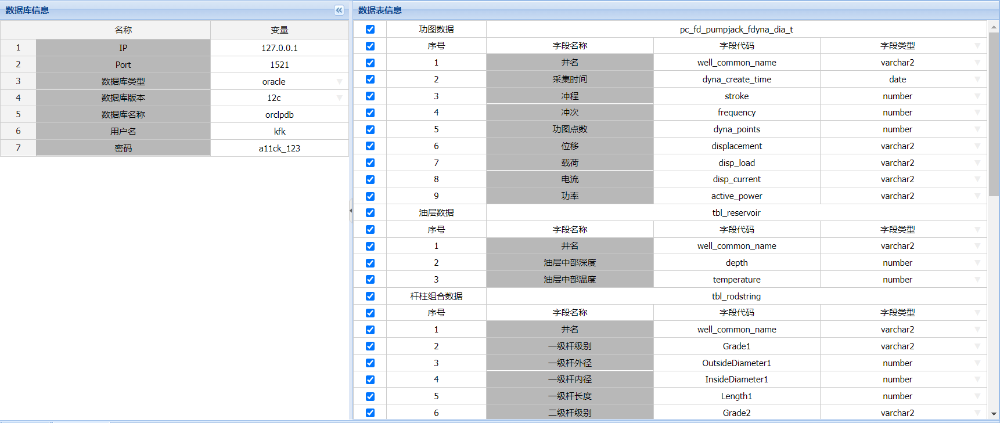 数据库信息
名称 变量
1 IP 127.0.0.1
2 Port 1521
3 数据库类型 oracle
4 数据库版本 12c
5 数据库名称 orclpdb
6 用户名 kfk
7 密码 a11ck_123
数据表信息
功图数据 pc_fd_pumpjack_fdyna_dia_t
序号 字段名称 字段代码 字段类型
1 井名 well_common_name varchar2
2 采集时间 dyna_create_time date
3 冲程 stroke number
4 冲次 frequency number
5 功图点数 dyna_points number
6 位移 displacement varchar2
7 载荷 disp_load varchar2
8 电流 disp_current varchar2
9 功率 active_power varchar2
油层数据 tbl_reservoir
序号 字段名称 字段代码 字段类型
1 井名 well_common_name varchar2
2 油层中部深度 depth number
3 油层中部温度 temperature number
杆柱组合数据 tbl_rodstring
序号 字段名称 字段代码 字段类型
1 井名 well_common_name varchar2
2 一级杆级别 Grade1 varchar2
3 一级杆外径 OutsideDiameter1 number
4 一级杆内径 InsideDiameter1 number
5 一级杆长度 Length1 number
6 二级杆级别 Grade2 varchar2